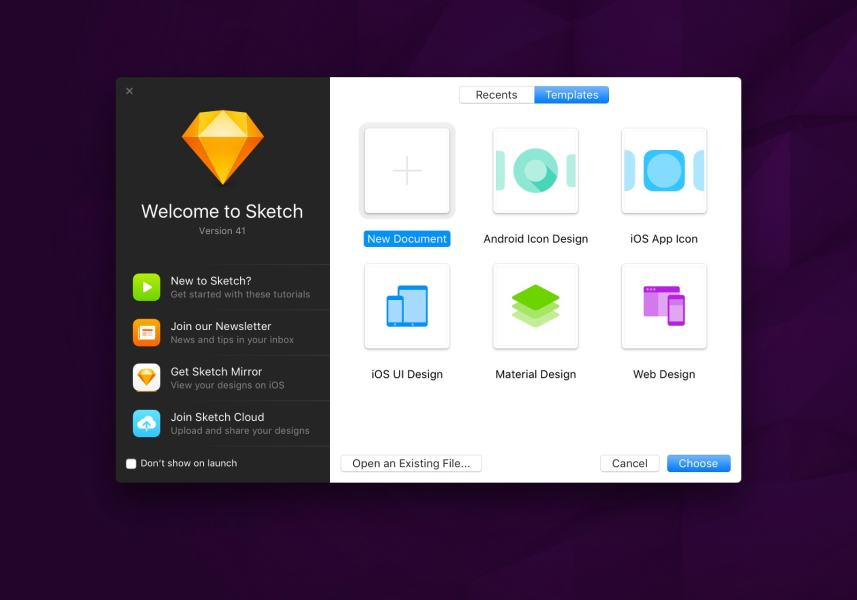 Welcome to Sketch
Version 41
New to Sketch?
Get started with these tutorials
Join our Newsletter
News and tips in your inbox
Get Sketch Mirror
View your designs on iOS
Join Sketch Cloud
Upload and share your designs
Don't show on launch
Recents
Templates
New Document
Android Icon Design
iOS App Icon
iOS UI Design
Material Design
Web Design
Open an Existing File...
Cancel
Choose